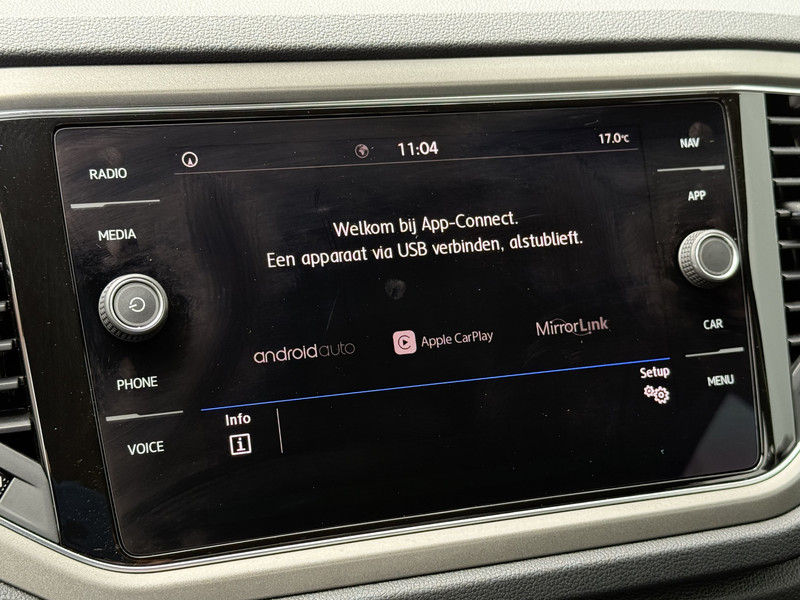 11:04
17.0°C
RADIO
MEDIA
PHONE
VOICE
NAV
APP
CAR
MENU
Welkom bij App-Connect.
Een apparaat via USB verbinden, alstublieft.
androidauto
Apple CarPlay
MirrorLink
Info
Setup